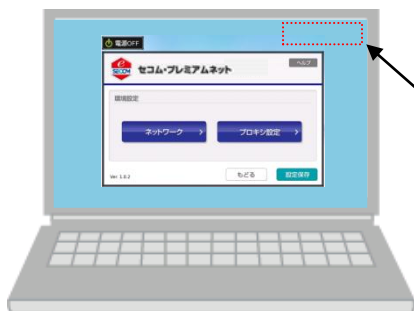 電源OFF
SECOM
セコム・プレミアムネット
ヘルプ
環境設定
ネットワーク
プロキシ設定
Ver 1.0.2
もどる
設定保存